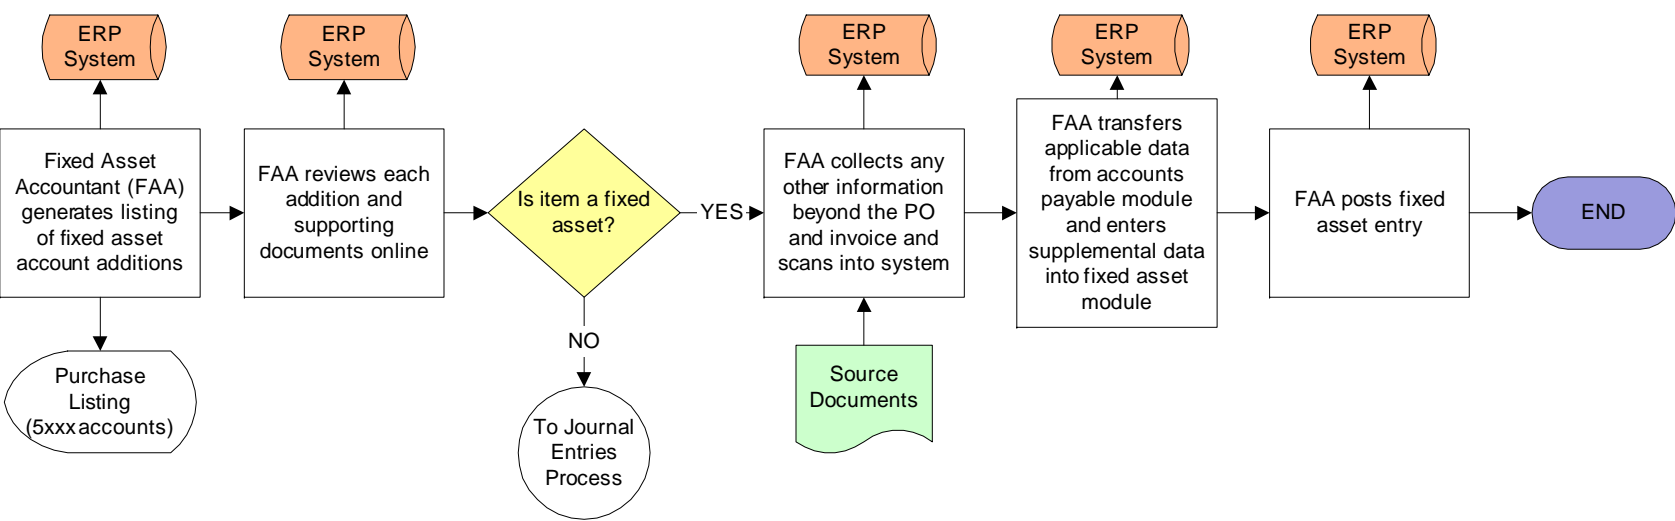 ERP
System
ERP
System
ERP
System
ERP
System
ERP
System
Fixed Asset
Accountant (FAA)
generates listing
of fixed asset
account additions
FAA reviews each
addition and
supporting
documents online
Is item a fixed
asset?
YES
FAA collects any
other information
beyond the PO
and invoice and
scans into system
FAA transfers
applicable data
from accounts
payable module
and enters
supplemental data
into fixed asset
module
FAA posts fixed
asset entry
END
NO
Purchase
Listing
(5xxx accounts)
To Journal
Entries
Process
Source
Documents